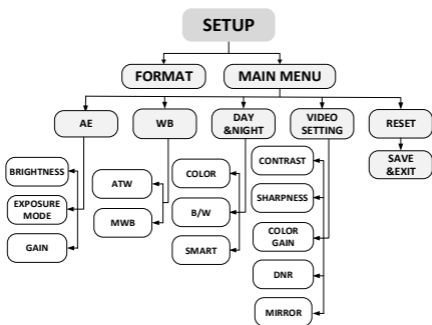 SETUP
FORMAT
MAIN MENU
AE
WB
DAY
&NIGHT
VIDEO
SETTING
RESET
SAVE
&EXIT
BRIGHTNESS
EXPOSURE
MODE
GAIN
ATW
MWB
COLOR
B/W
SMART
CONTRAST
SHARPNESS
COLOR
GAIN
DNR
MIRROR